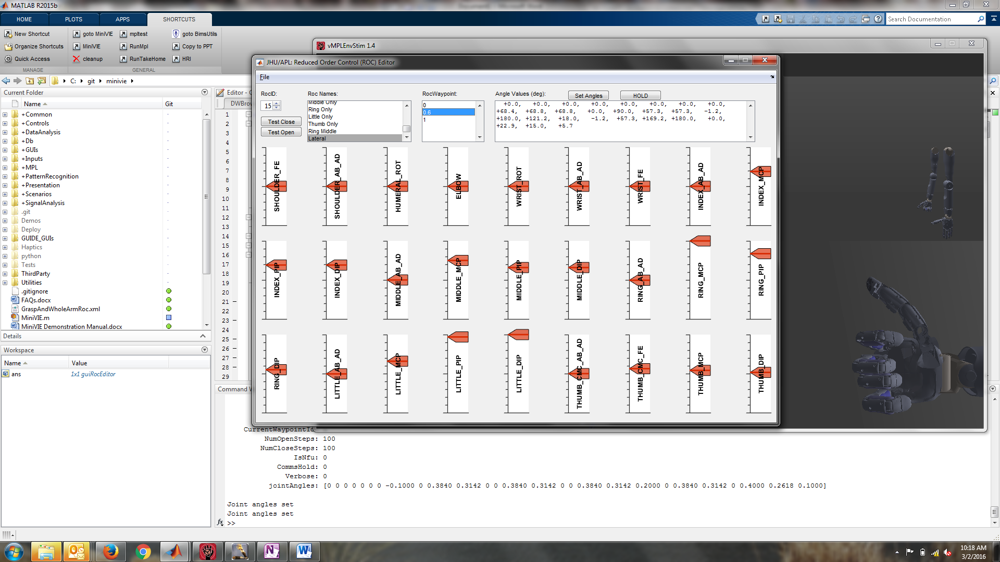 MATLAB R2015b
HOME PLOTS APPS SHORTCUTS Search Documentation
New Shortcut goto MiniVIE mpltest goto BimsUtils
Organize Shortcuts MiniVIE RunMpl Copy to PPT
Quick Access cleanup RunTakeHome HRI
MANAGE GENERAL
C: git minivie
Current Folder
Name Git
+Common
+Controls
+DataAnalysis
+Db
+GUIs
+Inputs
+MPL
+PatternRecognition
+Presentation
+Scenarios
+SignalAnalysis
.git
Demos
Deploy
GUIDE_GUIs
Haptics
python
Tests
ThirdParty
Utilities
.gitignore
FAQs.docx
GraspAndWholeArmRoc.xml
MiniVIE.m
MiniVIE Demonstration Manual.docx
Details
Workspace
Name Value
ans 1x1 guiRocEditor
Editor - C
DWBrov
1
2
3
4
5
6
7
8
9
10
11
12
13
14
15
16
17
18
19
20
21
22
23
24
25
26
27
28
29
vMPLEnvStim 1.4
JHU/APL: Reduced Order Control (ROC) Editor
File
RocID: Roc Names: RocWaypoint: Angle Values (deg): Set Angles HOLD
15
Test Close
Test Open
Middle Only
Ring Only
Little Only
Thumb Only
Ring Middle
Lateral
0
0.6
1
+0.0, +0.0, +0.0, +0.0, +0.0, +0.0, +0.0, +0.0,
+68.4, +68.8, +68.8, +0.0, +90.0, +57.3, +57.3, -1.2,
+180.0, +121.2, +18.0, -1.2, +57.3, +169.2, +180.0, +0.0,
+22.9, +15.0, +5.7
SHOULDER_FE SHOULDER_AB_AD HUMERAL_ROT ELBOW WRIST_ROT WRIST_AB_AD WRIST_FE INDEX_AB_AD INDEX_MCP
INDEX_PIP INDEX_DIP MIDDLE_AB_AD MIDDLE_MCP MIDDLE_PIP MIDDLE_DIP RING_AB_AD RING_MCP RING_PIP
RING_DIP LITTLE_AB_AD LITTLE_MCP LITTLE_PIP LITTLE_DIP THUMB_CMC_AB_AD THUMB_CMC_FE THUMB_MCP THUMB_DIP
Command W
CurrentWaypointId
NumOpenSteps: 100
NumCloseSteps: 100
IsNfu: 0
CommsHold: 0
Verbose: 0
jointAngles: [0 0 0 0 0 0 0 -0.1000 0 0.3840 0.3142 0 0 0.3840 0.3142 0 0 0.3840 0.3142 0.2000 0 0.3840 0.3142 0 0.4000 0.2618 0.1000]
Joint angles set
Joint angles set
fx >>
10:18 AM
3/2/2016